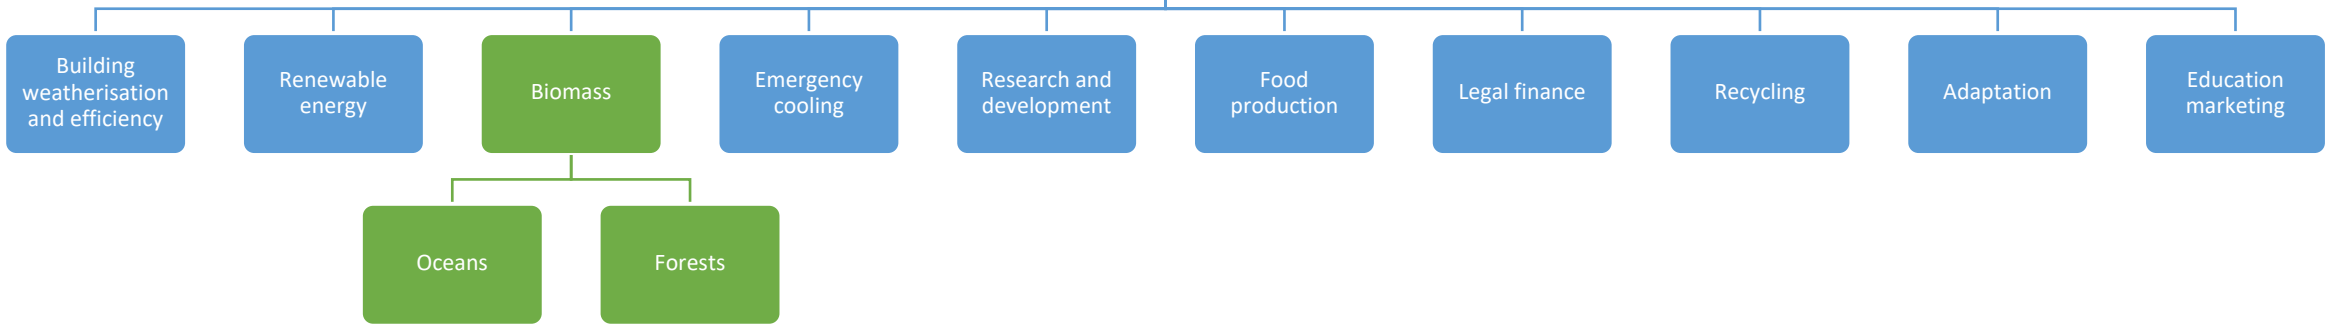 Building
weatherisation
and efficiency
Renewable
energy
Biomass
Emergency
cooling
Research and
development
Food
production
Legal finance
Recycling
Adaptation
Education
marketing
Oceans
Forests